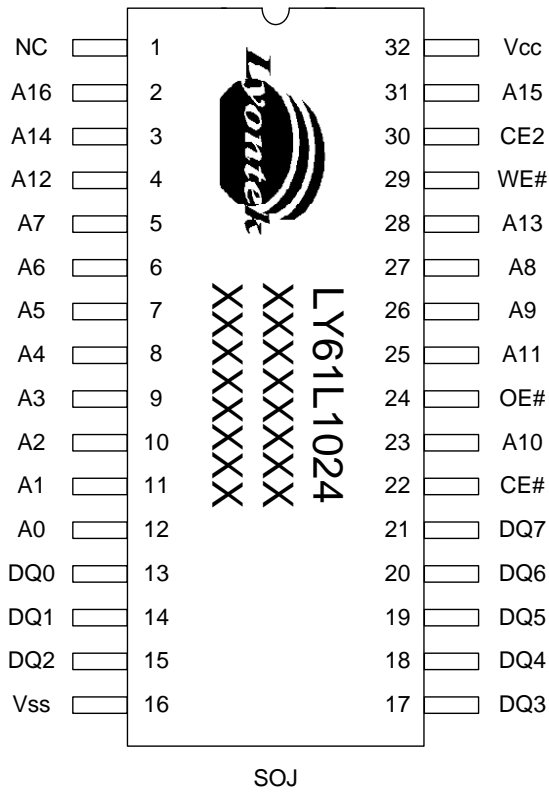 NC 1 32 Vcc
A16 2 31 A15
A14 3 30 CE2
A12 4 29 WE#
A7 5 28 A13
A6 6 27 A8
A5 7 26 A9
A4 8 25 A11
A3 9 24 OE#
A2 10 23 A10
A1 11 22 CE#
A0 12 21 DQ7
DQ0 13 20 DQ6
DQ1 14 19 DQ5
DQ2 15 18 DQ4
Vss 16 17 DQ3
Lyontek
LY61L1024
XXXXXXXX
XXXXXXXX
SOJ